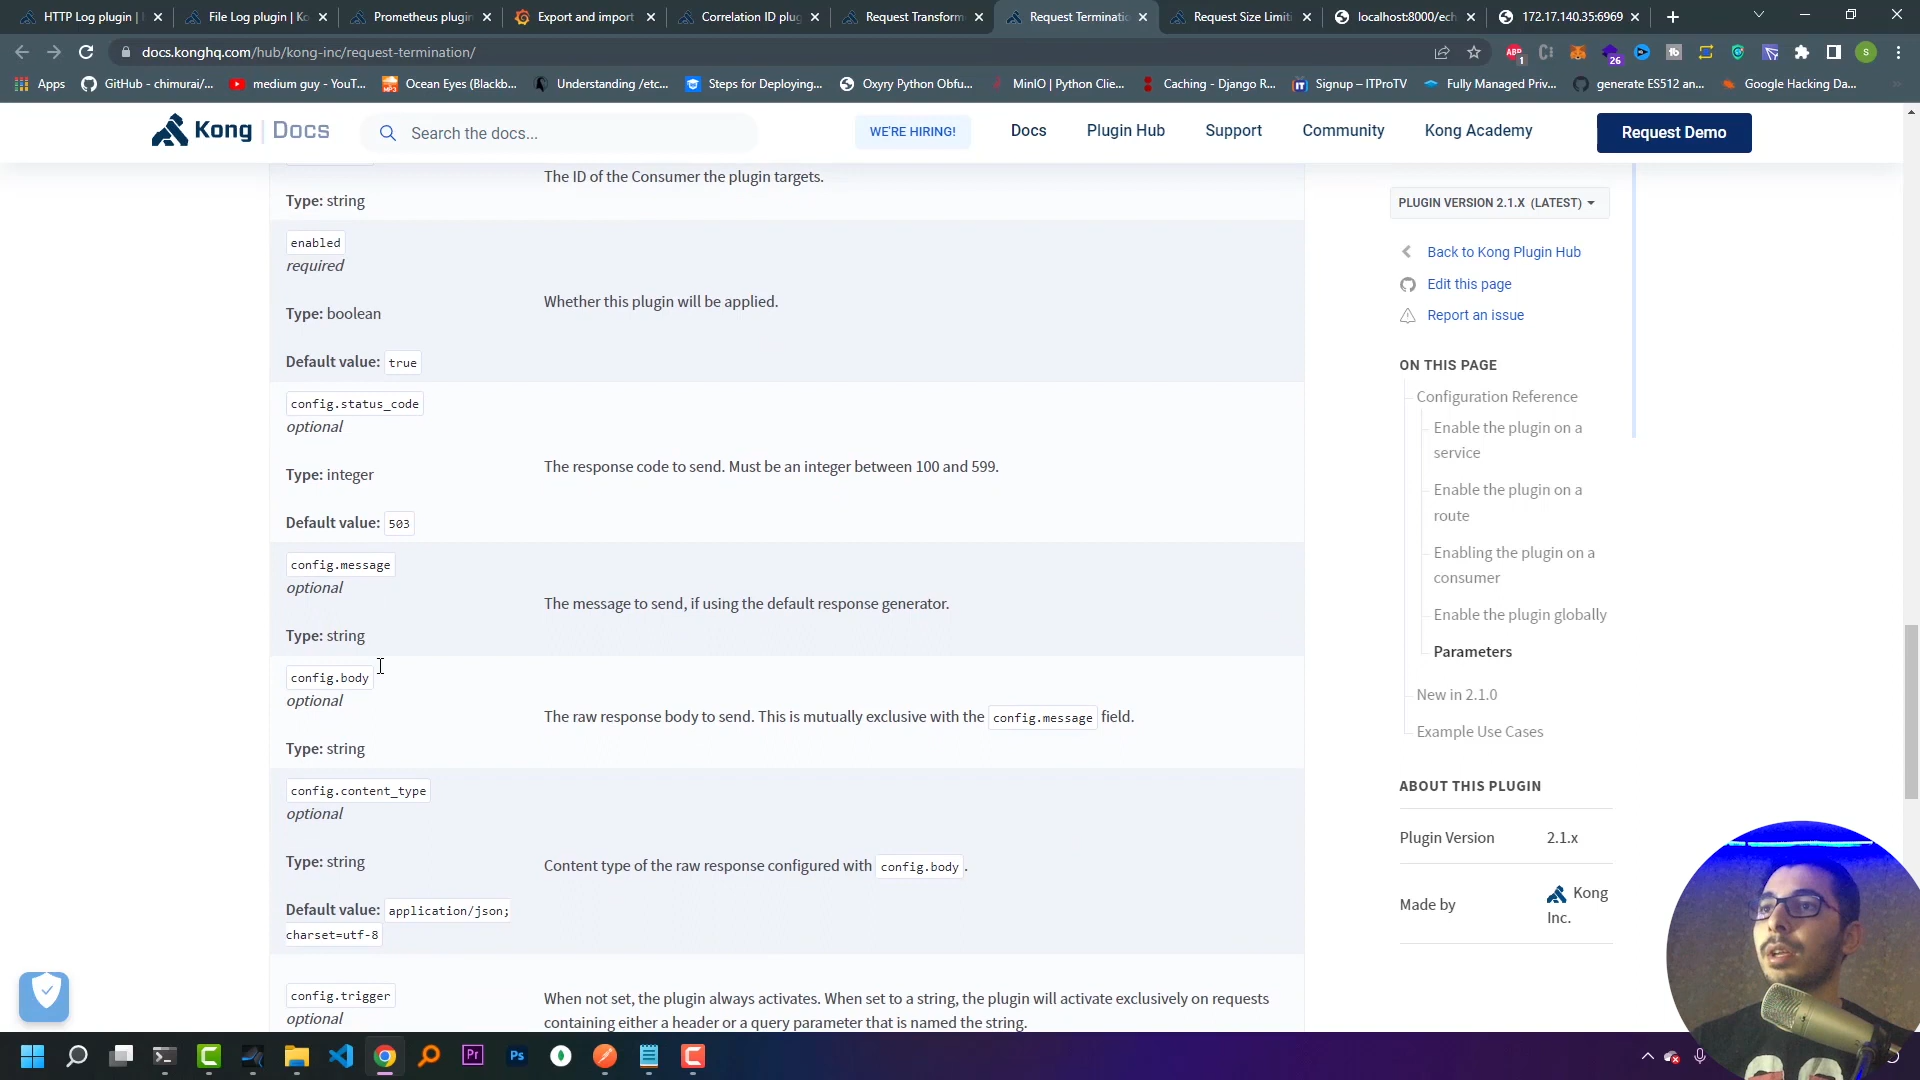 HTTP Log plugin |
File Log plugin | Ko
Prometheus plugin
Export and import
Correlation ID plug
Request Transform
Request Terminatio
Request Size Limiti
localhost:8000/ech
172.17.140.35:6969
docs.konghq.com/hub/kong-inc/request-termination/
ABP
1
26
S
Apps
GitHub - chimurai/...
medium guy - YouT...
Ocean Eyes (Blackb...
Understanding /etc...
Steps for Deploying...
Oxyry Python Obfu...
MinIO | Python Clie...
Caching - Django R...
Signup – ITProTV
Fully Managed Priv...
generate ES512 an...
Google Hacking Da...
Kong | Docs
Search the docs...
WE'RE HIRING!
Docs
Plugin Hub
Support
Community
Kong Academy
Request Demo
The ID of the Consumer the plugin targets.
Type: string
enabled
required
Whether this plugin will be applied.
Type: boolean
Default value: true
config.status_code
optional
The response code to send. Must be an integer between 100 and 599.
Type: integer
Default value: 503
config.message
optional
The message to send, if using the default response generator.
Type: string
config.body
optional
The raw response body to send. This is mutually exclusive with the config.message field.
Type: string
config.content_type
optional
Type: string
Content type of the raw response configured with config.body.
Default value: application/json;
charset=utf-8
config.trigger
optional
When not set, the plugin always activates. When set to a string, the plugin will activate exclusively on requests
containing either a header or a query parameter that is named the string.
PLUGIN VERSION 2.1.X (LATEST)
Back to Kong Plugin Hub
Edit this page
Report an issue
ON THIS PAGE
Configuration Reference
Enable the plugin on a
service
Enable the plugin on a
route
Enabling the plugin on a
consumer
Enable the plugin globally
Parameters
New in 2.1.0
Example Use Cases
ABOUT THIS PLUGIN
Plugin Version 2.1.x
Made by
Kong
Inc.
Pr
Ps